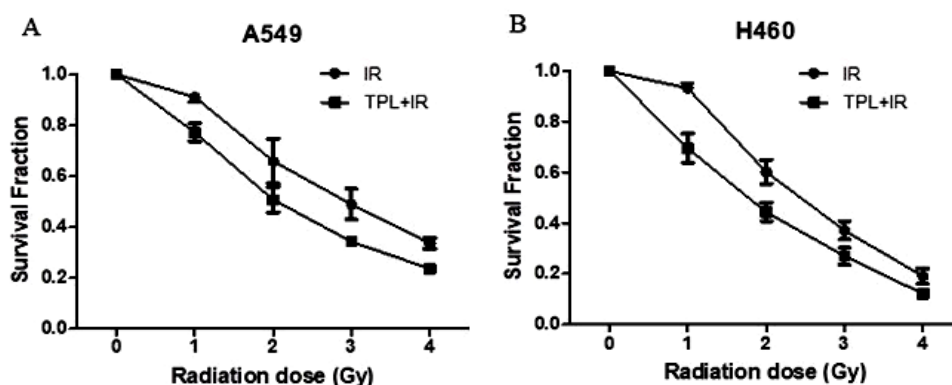 A
A549
IR
TPL+IR
Survival Fraction
1.0
0.8
0.6
0.4
0.2
0.0
0 1 2 3 4
Radiation dose (Gy)
B
H460
IR
TPL+IR
Survival Fraction
1.0
0.8
0.6
0.4
0.2
0.0
0 1 2 3 4
Radiation dose (Gy)